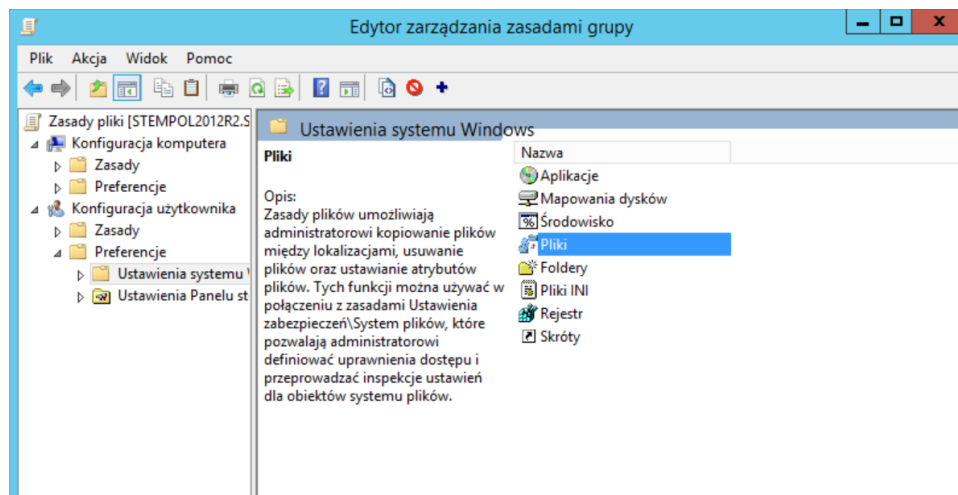 Edytor zarządzania zasadami grupy
Plik Akcja Widok Pomoc
Zasady pliki [STEMPOL2012R2.S
Konfiguracja komputera
Zasady
Preferencje
Konfiguracja użytkownika
Zasady
Preferencje
Ustawienia systemu
Ustawienia Panelu st
Ustawienia systemu Windows
Pliki
Opis:
Zasady plików umożliwiają
administratorowi kopiowanie plików
między lokalizacjami, usuwanie
plików oraz ustawianie atrybutów
plików. Tych funkcji można używać w
połączeniu z zasadami Ustawienia
zabezpieczeń\System plików, które
pozwalają administratorowi
definiować uprawnienia dostępu i
przeprowadzać inspekcje ustawień
dla obiektów systemu plików.
Nazwa
Aplikacje
Mapowania dysków
Środowisko
Pliki
Foldery
Pliki INI
Rejestr
Skróty